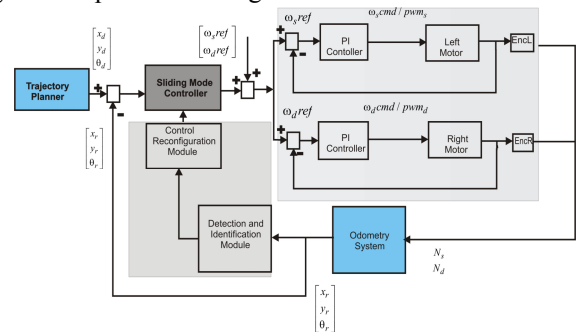 x_d
y_d
θ_d
Trajectory
Planner
+
-
x_r
y_r
θ_r
Sliding Mode
Controller
Control
Reconfiguration
Module
Detection and
Identification
Module
ω_s ref
ω_d ref
+
+
ω_s ref
+
-
PI
Contoller
ω_s cmd / pwm_s
Left
Motor
EncL
ω_d ref
+
-
PI
Controller
ω_d cmd / pwm_d
Right
Motor
EncR
Odometry
System
N_s
N_d
x_r
y_r
θ_r